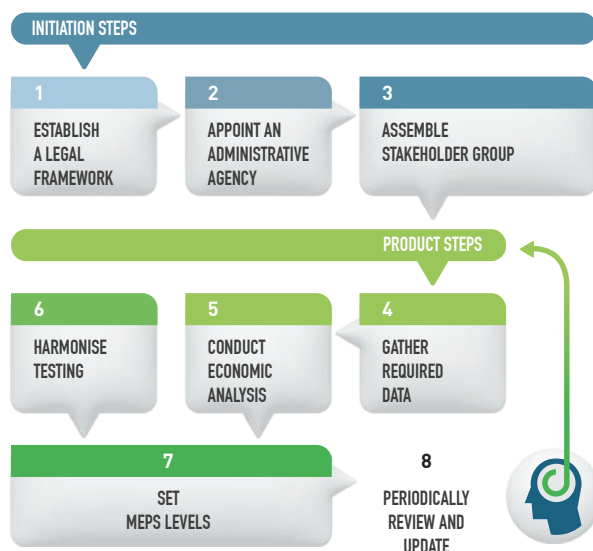 INITIATION STEPS
1
ESTABLISH
A LEGAL
FRAMEWORK
2
APPOINT AN
ADMINISTRATIVE
AGENCY
3
ASSEMBLE
STAKEHOLDER GROUP
PRODUCT STEPS
6
HARMONISE
TESTING
5
CONDUCT
ECONOMIC
ANALYSIS
4
GATHER
REQUIRED
DATA
7
SET
MEPS LEVELS
8
PERIODICALLY
REVIEW AND
UPDATE